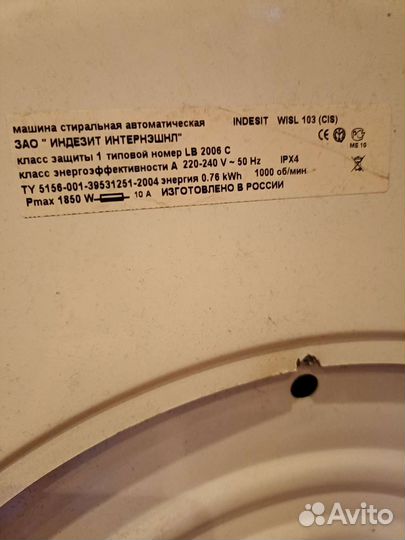 машина стиральная автоматическая INDESIT WISL 103 (CIS)
ЗАО " ИНДЕЗИТ ИНТЕРНЭШНЛ"
класс защиты 1 типовой номер LB 2006 C
класс энергоэффективности А 220-240 V ~ 50 Hz IPX4
ТУ 5156-001-39531251-2004 энергия 0.76 kWh 1000 об/мин
Pmax 1850 W 10 A ИЗГОТОВЛЕНО В РОССИИ
CE
ME 10
Avito